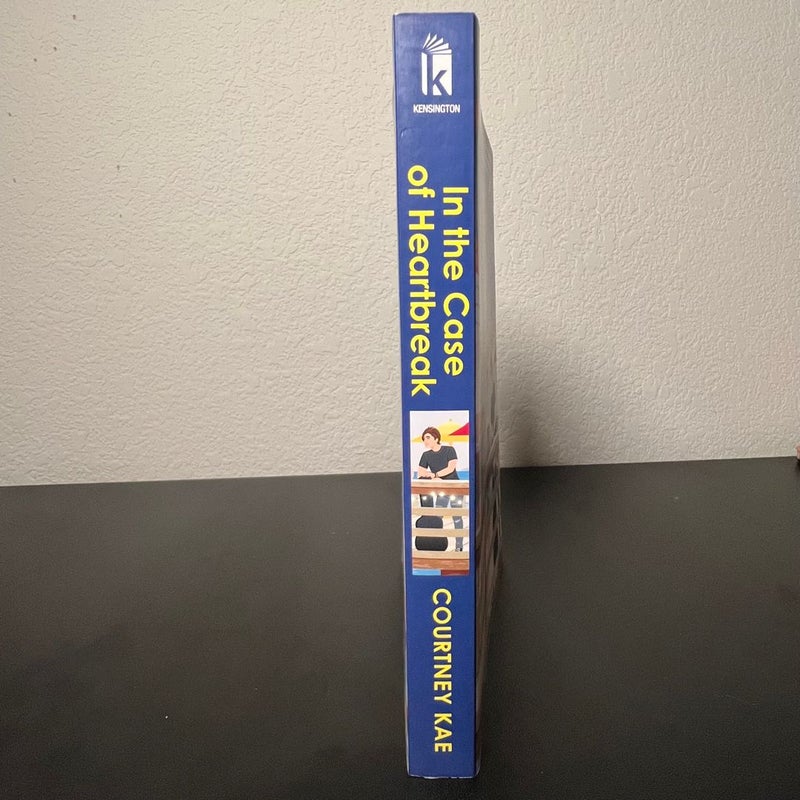 k
KENSINGTON
In the Case
of Heartbreak
COURTNEY KAE